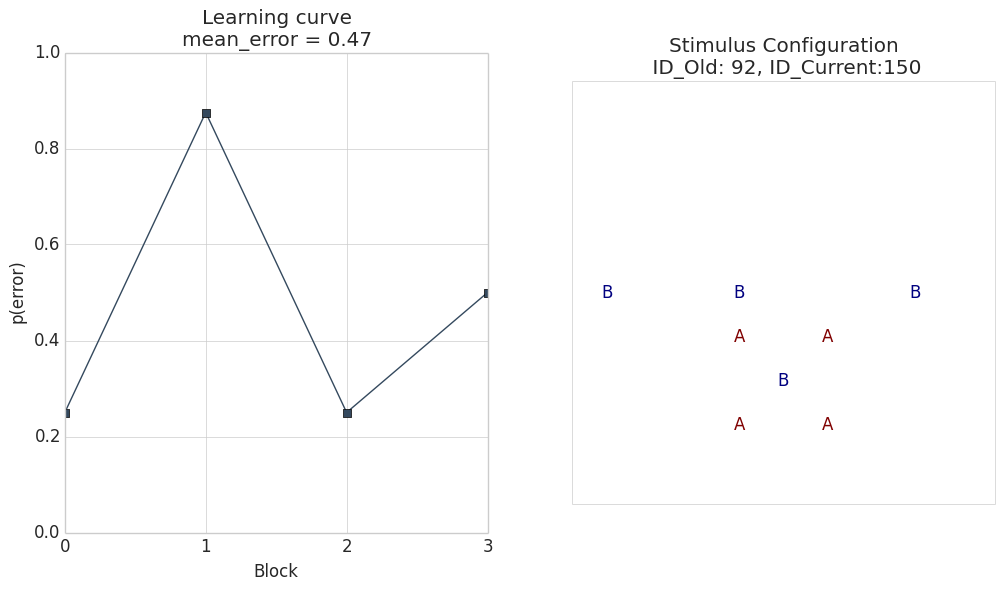 Learning curve
mean_error = 0.47
1.0
0.8
0.6
0.4
0.2
0.0
p(error)
0 1 2 3
Block
Stimulus Configuration
ID_Old: 92, ID_Current:150
B B B
A A
B
A A